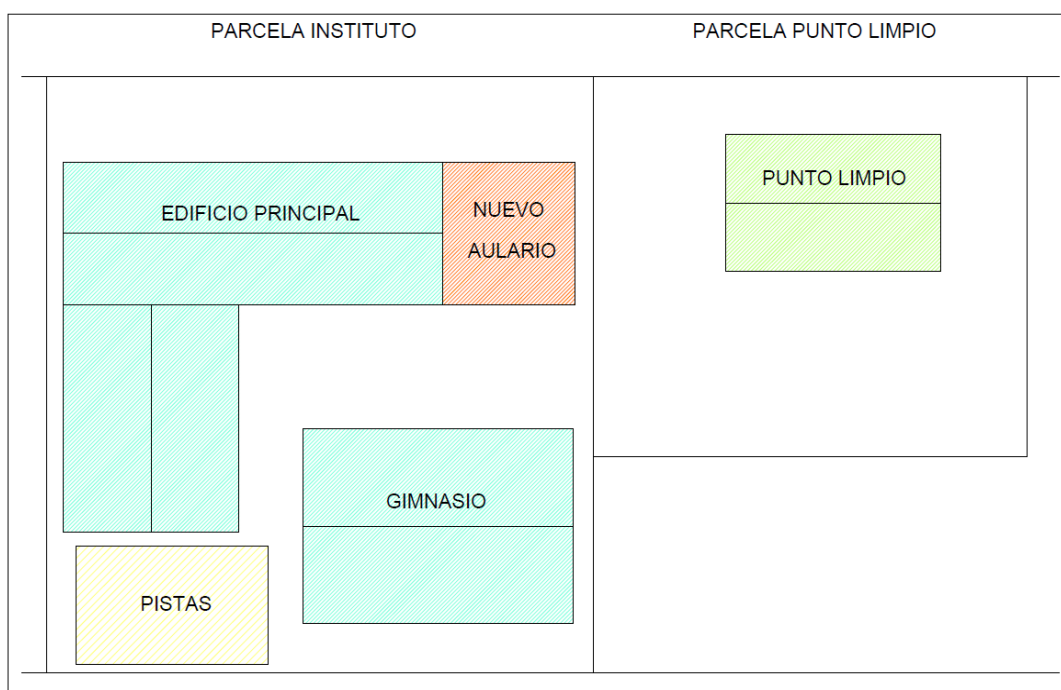 PARCELA INSTITUTO
PARCELA PUNTO LIMPIO
PUNTO LIMPIO
EDIFICIO PRINCIPAL
NUEVO
AULARIO
GIMNASIO
PISTAS